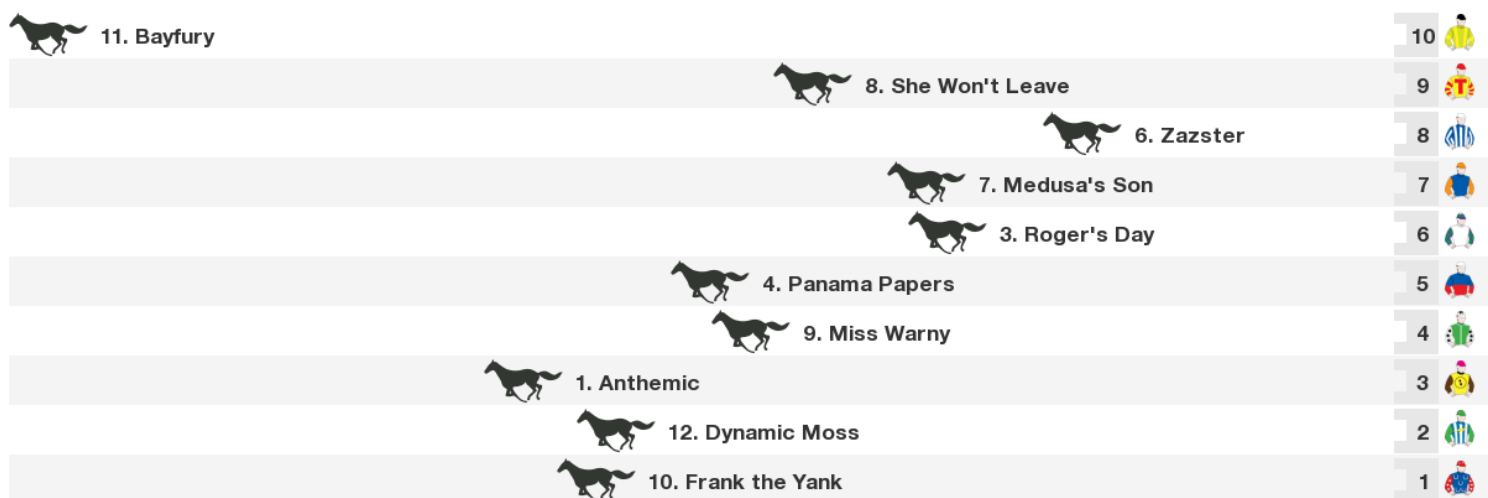 11. Bayfury 10
8. She Won't Leave 9 T
6. Zazster 8
7. Medusa's Son 7
3. Roger's Day 6
4. Panama Papers 5
9. Miss Warny 4
1. Anthemic 3
12. Dynamic Moss 2
10. Frank the Yank 1